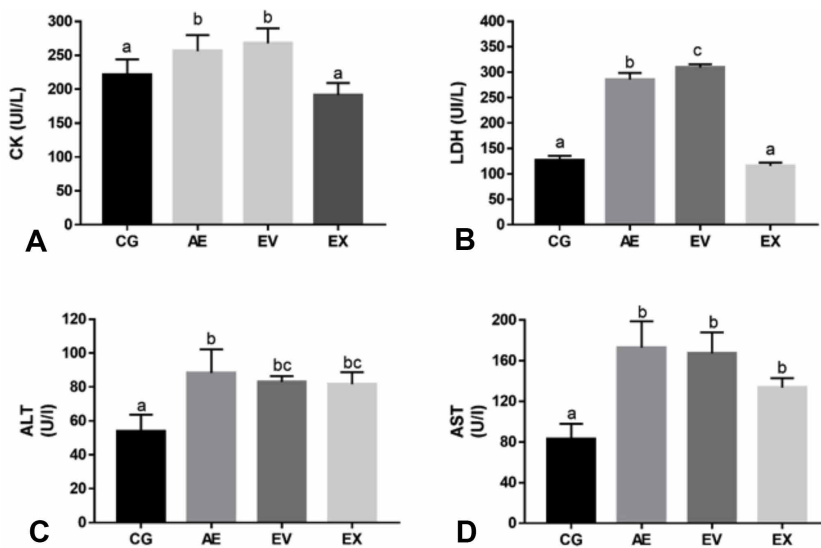 300
250
200
150
100
50
0
CK (UI/L)
a
b
b
a
CG
AE
EV
EX
A
400
350
300
250
200
150
100
50
0
LDH (UI/L)
a
b
c
a
CG
AE
EV
EX
B
120
100
80
60
40
20
0
ALT
(U/l)
a
b
bc
bc
CG
AE
EV
EX
C
200
160
120
80
40
0
AST
(U/l)
a
b
b
b
CG
AE
EV
EX
D